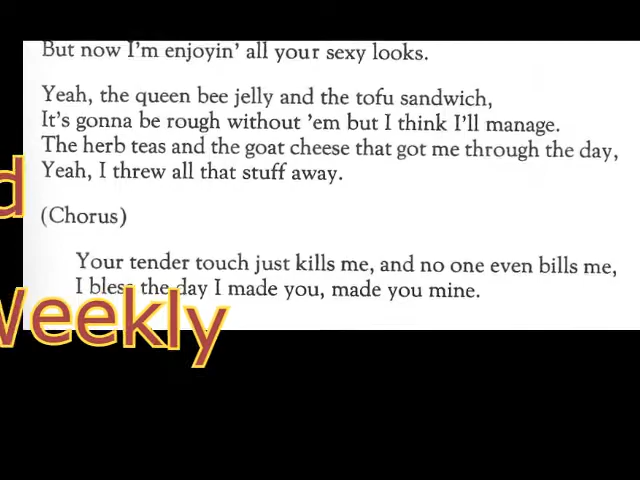 But now I'm enjoyin' all your sexy looks.
Yeah, the queen bee jelly and the tofu sandwich,
It's gonna be rough without 'em but I think I'll manage.
The herb teas and the goat cheese that got me through the day,
Yeah, I threw all that stuff away.
(Chorus)
Your tender touch just kills me, and no one even bills me,
I bless the day I made you, made you mine.
d
Weekly